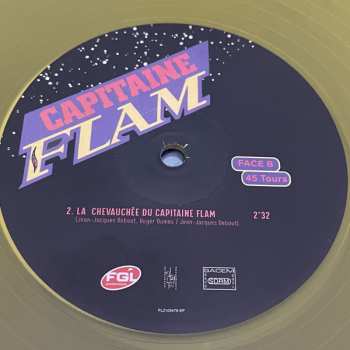 CAPITAINE
FLAM
FACE B
45 Tours
2. LA CHEVAUCHÉE DU CAPITAINE FLAM 2'32
(Jean-Jacques Debout, Roger Dumas / Jean-Jacques Debout)
FGL
SACEM
SDRM